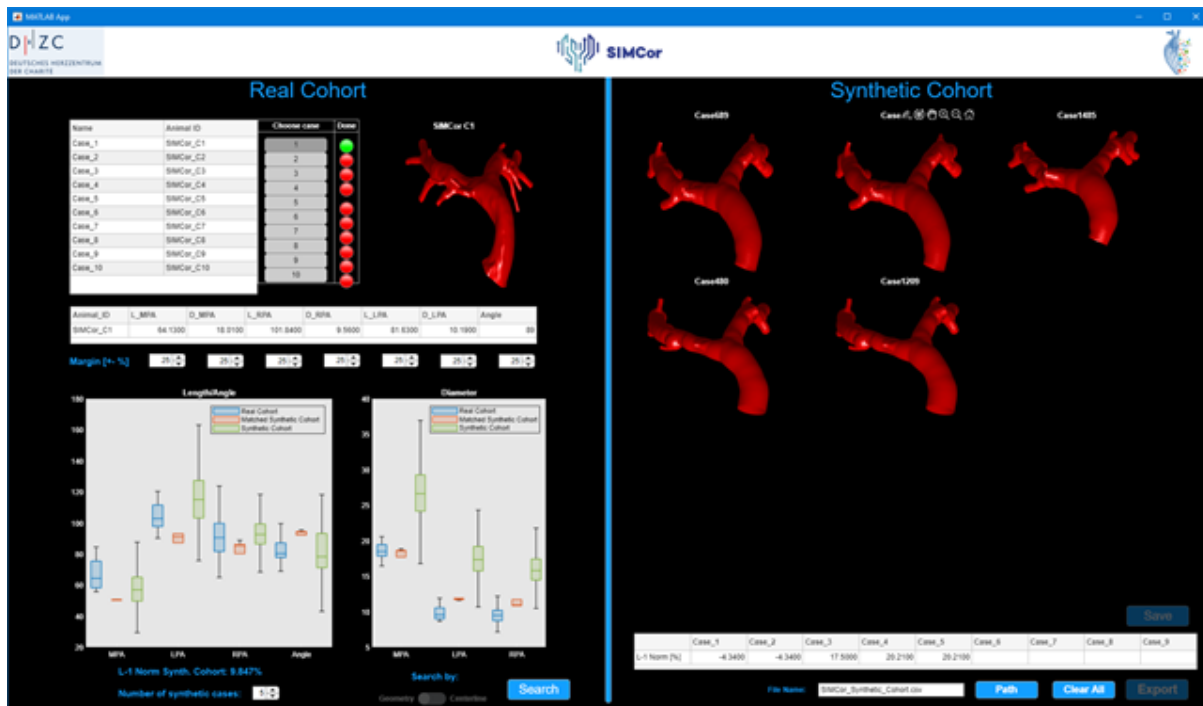 MATLAB App
DHZC
DEUTSCHES HERZZENTRUM
DER CHARITÉ
SIMCor
Real Cohort
Name Animal ID
Case_1 SIMCor_C1
Case_2 SIMCor_C2
Case_3 SIMCor_C3
Case_4 SIMCor_C4
Case_5 SIMCor_C5
Case_6 SIMCor_C6
Case_7 SIMCor_C7
Case_8 SIMCor_C8
Case_9 SIMCor_C9
Case_10 SIMCor_C10
Choose case Done
1
2
3
4
5
6
7
8
9
10
SIMCor C1
Animal_ID L_MPA D_MPA L_RPA D_RPA L_LPA D_LPA Angle
SIMCor_C1 64.1300 18.0100 101.8400 9.5600 81.6300 10.1900 89
Margin [+- %] 25 25 25 25 25 25 25
Length/Angle
Real Cohort
Matched Synthetic Cohort
Synthetic Cohort
180
160
140
120
100
80
60
40
20
MPA LPA RPA Angle
Diameter
Real Cohort
Matched Synthetic Cohort
Synthetic Cohort
40
35
30
25
20
15
10
5
MPA LPA RPA
L-1 Norm Synth. Cohort: 9.847%
Number of synthetic cases: 5
Search by:
Geometry Centerline
Search
Synthetic Cohort
Case689
Case
Case1485
Case480
Case1209
Save
Case_1 Case_2 Case_3 Case_4 Case_5 Case_6 Case_7 Case_8 Case_9
L-1 Norm [%] -4.3400 -4.3400 17.5000 20.2100 20.2100
File Name: SIMCor_Synthetic_Cohort.csv Path Clear All Export